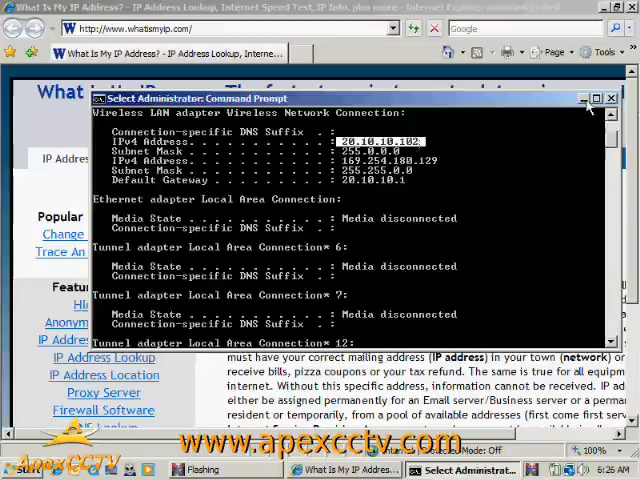 What Is My IP Address? - IP Address Lookup, Internet Speed Test, IP Info, plus more - Internet Explorer
http://www.whatismyip.com/
Google
What Is My IP Address? - IP Address Lookup, Interne...
Page
Tools
What I
Select Administrator: Command Prompt
Wireless LAN adapter Wireless Network Connection:
Connection-specific DNS Suffix . :
IPv4 Address. . . . . . . . . . . : 20.10.10.102
Subnet Mask . . . . . . . . . . . : 255.0.0.0
IPv4 Address. . . . . . . . . . . : 169.254.180.129
Subnet Mask . . . . . . . . . . . : 255.255.0.0
Default Gateway . . . . . . . . . : 20.10.10.1
Ethernet adapter Local Area Connection:
Media State . . . . . . . . . . . : Media disconnected
Connection-specific DNS Suffix . :
Tunnel adapter Local Area Connection* 6:
Media State . . . . . . . . . . . : Media disconnected
Connection-specific DNS Suffix . :
Tunnel adapter Local Area Connection* 7:
Media State . . . . . . . . . . . : Media disconnected
Connection-specific DNS Suffix . :
Tunnel adapter Local Area Connection* 12:
IP Addres
Popular
Change
Trace An
Featu
Hi
Anonym
Find
IP Address Lookup
IP Address Location
Proxy Server
Firewall Software
must have your correct mailing address (IP address) in your town (network) o
receive bills, pizza coupons or your tax refund. The same is true for all equipm
internet. Without this specific address, information cannot be received. IP
either be assigned permanently for an Email server/Business server or a perman
resident or temporarily, from a pool of available addresses (first come first serv
www.apexcctv.com
ApexCCTV
Mode: Off
100%
Start
Flashing
What Is My IP Addres...
Select Administrat...
6:26 AM